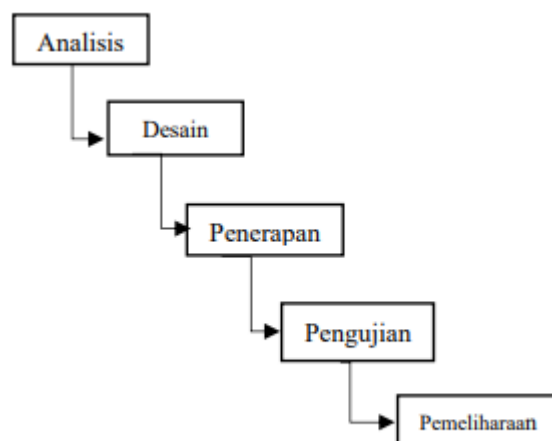 Analisis
Desain
Penerapan
Pengujian
Pemeliharaan